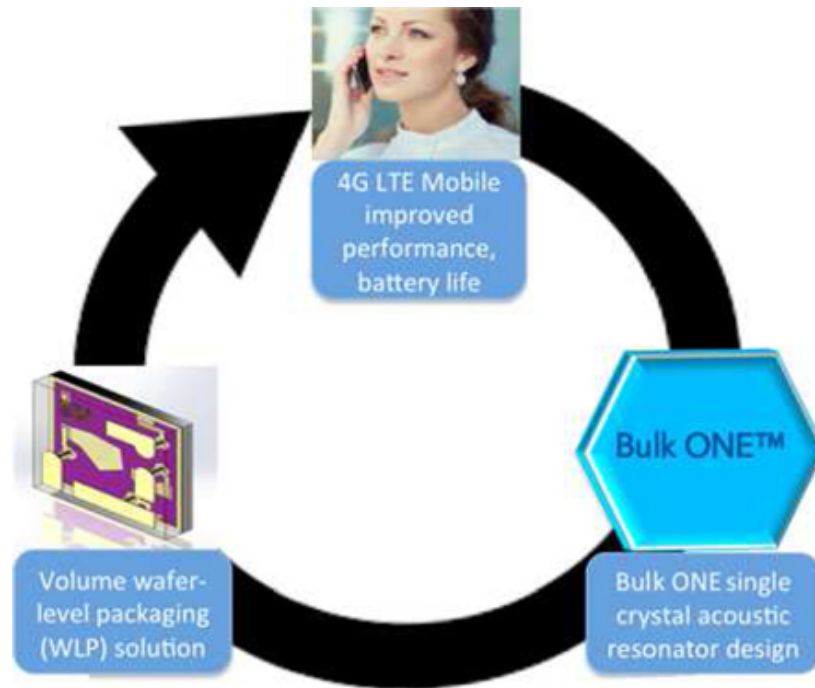 4G LTE Mobile
improved
performance,
battery life
Bulk ONE™
Bulk ONE single
crystal acoustic
resonator design
Volume wafer-
level packaging
(WLP) solution